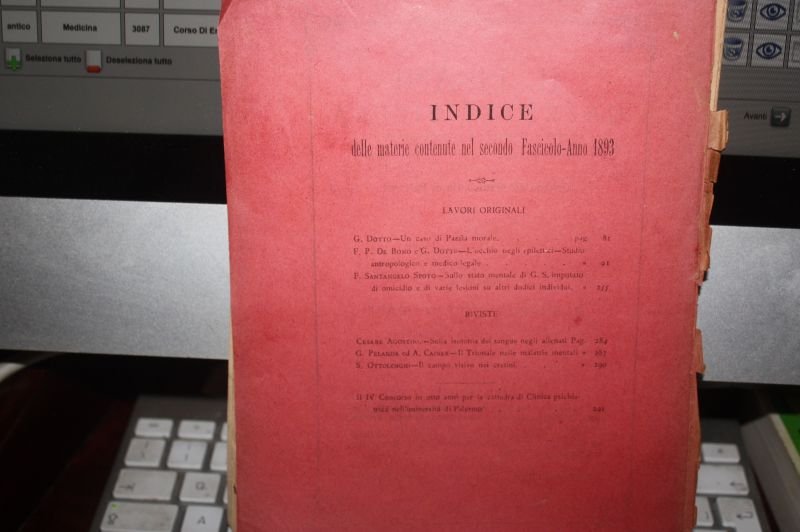 antico Medicina 3087 Corso Di
Seleziona tutto Deseleziona tutto
Avanti
INDICE
delle materie contenute nel secondo Fascicolo-Anno 1893
LAVORI ORIGINALI
G. Dotto—Un caso di Pazzia morale. pag 81
F. P. De Bono e G. Dotto—L'occhio negli epilettici—Studio
antropologico e medico-legale . . » 91
F. Santangelo Spoto—Sullo stato mentale di G. S. imputato
di omicidio e di varie lesioni su altri dodici individui. » 255
RIVISTE
Cesare Agostini.—Sulla isotonia del sangue negli alienati Pag. 284
G. Pelanda ed A. Cainer—Il Trionale nelle malattie mentali » 287
S. Ottolenghi—Il campo visivo nei cretini. . . » 290
Il IV Concorso in otto anni per la cattedra di Clinica psichia-
trica nell'università di Palermo . . 291
A